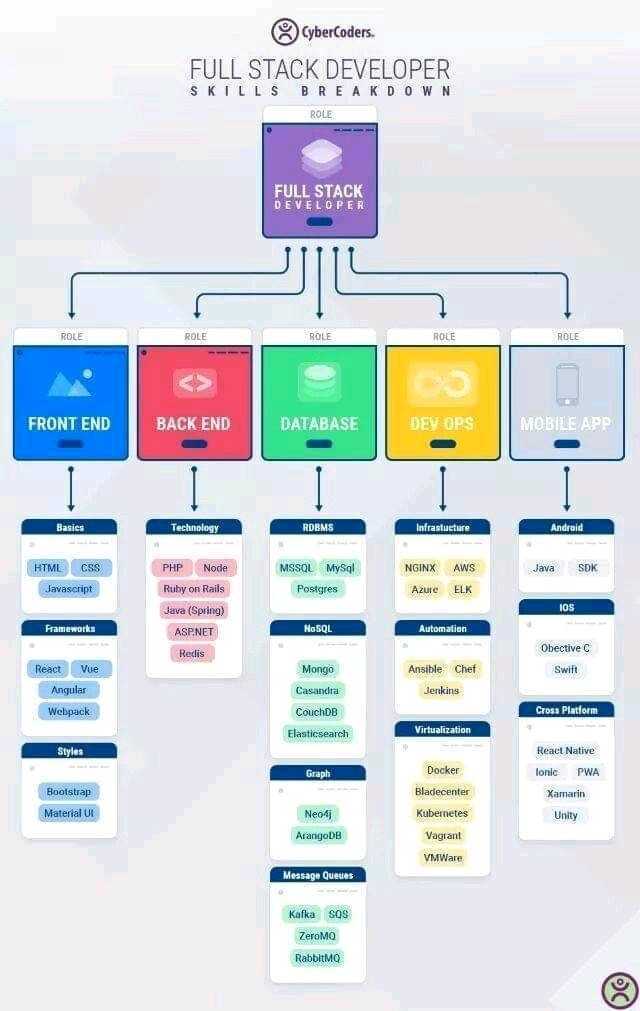 CyberCoders.
FULL STACK DEVELOPER
SKILLS BREAKDOWN
ROLE
FULL STACK
DEVELOPER
ROLE
FRONT END
ROLE
BACK END
ROLE
DATABASE
ROLE
DEV OPS
ROLE
MOBILE APP
Basics
HTML CSS
Javascript
Frameworks
React Vue
Angular
Webpack
Styles
Bootstrap
Material UI
Technology
PHP Node
Ruby on Rails
Java (Spring)
ASP.NET
Redis
RDBMS
MSSQL MySql
Postgres
NoSQL
Mongo
Casandra
CouchDB
Elasticsearch
Graph
Neo4j
ArangoDB
Message Queues
Kafka SQS
ZeroMQ
RabbitMQ
Infrastucture
NGINX AWS
Azure ELK
Automation
Ansible Chef
Jenkins
Virtualization
Docker
Bladecenter
Kubernetes
Vagrant
VMWare
Android
Java SDK
IOS
Obective C
Swift
Cross Platform
React Native
Ionic PWA
Xamarin
Unity